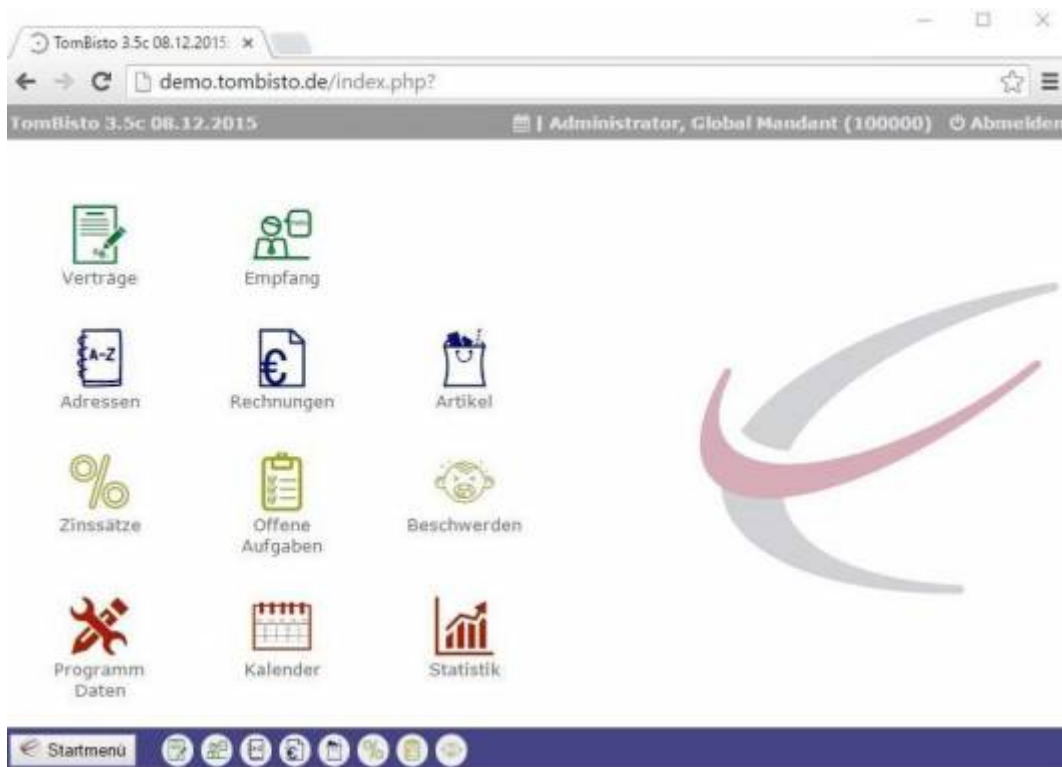 TomBisto 3.5c 08.12.2015:
demo.tombisto.de/index.php?
TomBisto 3.5c 08.12.2015 | Administrator, Global Mandant (100000) Abmelden
Verträge Empfang
A-Z
€
Adressen Rechnungen Artikel
%
Zinssätze Offene Aufgaben Beschwerden
Programm Daten Kalender Statistik
Startmenü